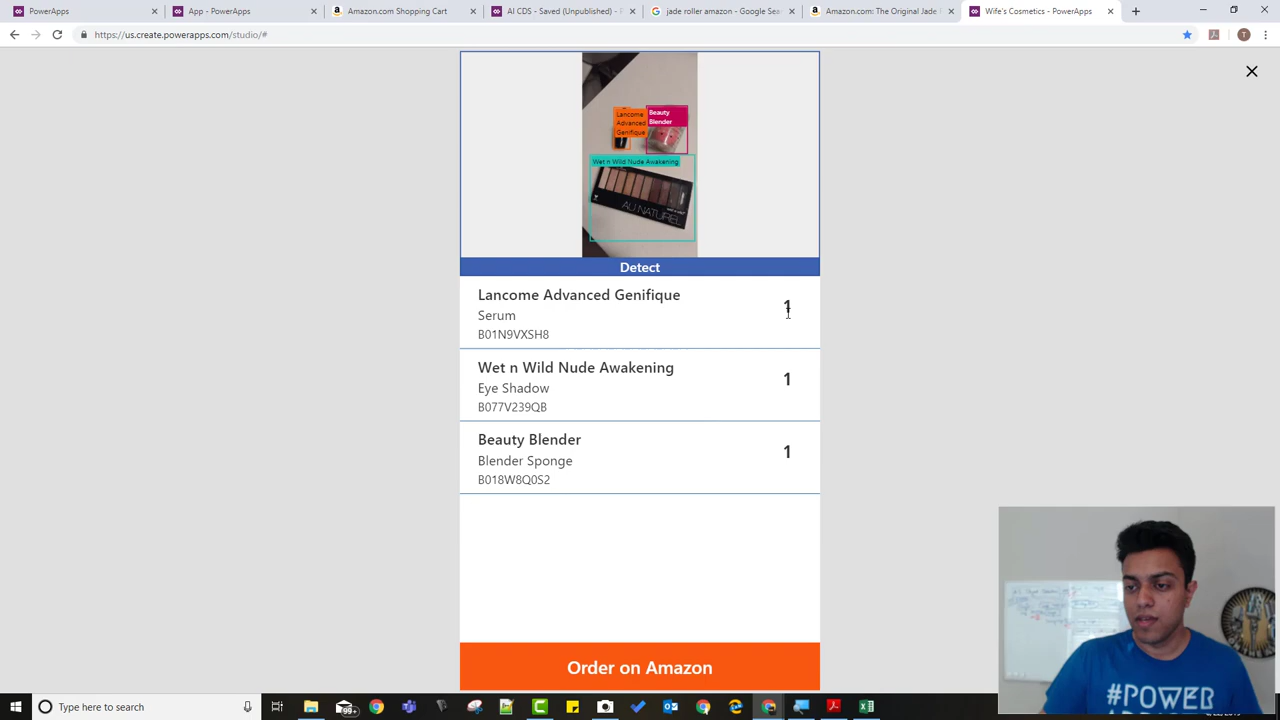 PowerApps
App - PowerApps
Amazon.com Shopping Cart
AI CDS - Saved (Unpublished) - P
jade roller amazon - Google Sea
Amazon.com: The Original Jade
Wife's Cosmetics - PowerApps
https://us.create.powerapps.com/studio/#
T
Lancome
Advanced
Genifique
Beauty
Blender
Wet n Wild Nude Awakening
AU NATUREL
Detect
Lancome Advanced Genifique
1
Serum
B01N9VXSH8
Wet n Wild Nude Awakening
1
Eye Shadow
B077V239QB
Beauty Blender
1
Blender Sponge
B018W8Q0S2
Order on Amazon
#POWER
Type here to search
99+